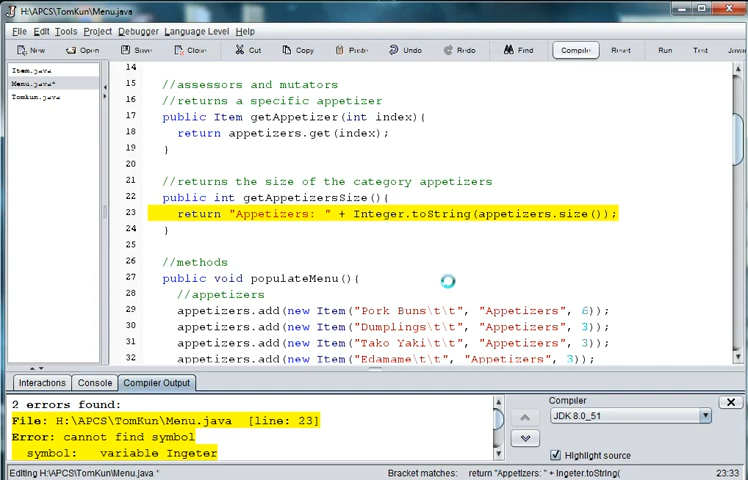 H:\APCS\TomKun\Menu.java
File Edit Tools Project Debugger Language Level Help
New Open Save Close Cut Copy Paste Undo Redo Find Compile Reset Run Test Java
Item.java
Menu.java*
Tomkun.java
14
15 //assessors and mutators
16 //returns a specific appetizer
17 public Item getAppetizer(int index){
18 return appetizers.get(index);
19 }
20
21 //returns the size of the category appetizers
22 public int getAppetizersSize(){
23 return "Appetizers: " + Integer.toString(appetizers.size());
24 }
25
26 //methods
27 public void populateMenu(){
28 //appetizers
29 appetizers.add(new Item("Pork Buns\t\t", "Appetizers", 6));
30 appetizers.add(new Item("Dumplings\t\t", "Appetizers", 3));
31 appetizers.add(new Item("Tako Yaki\t\t", "Appetizers", 3));
32 appetizers.add(new Item("Edamame\t\t", "Appetizers", 3));
Interactions Console Compiler Output
2 errors found:
File: H:\APCS\TomKun\Menu.java [line: 23]
Error: cannot find symbol
symbol: variable Ingeter
Compiler
JDK 8.0_51
Highlight source
Editing H:\APCS\TomKun\Menu.java * Bracket matches: return "Appetizers: " + Ingeter.toString( 23:33